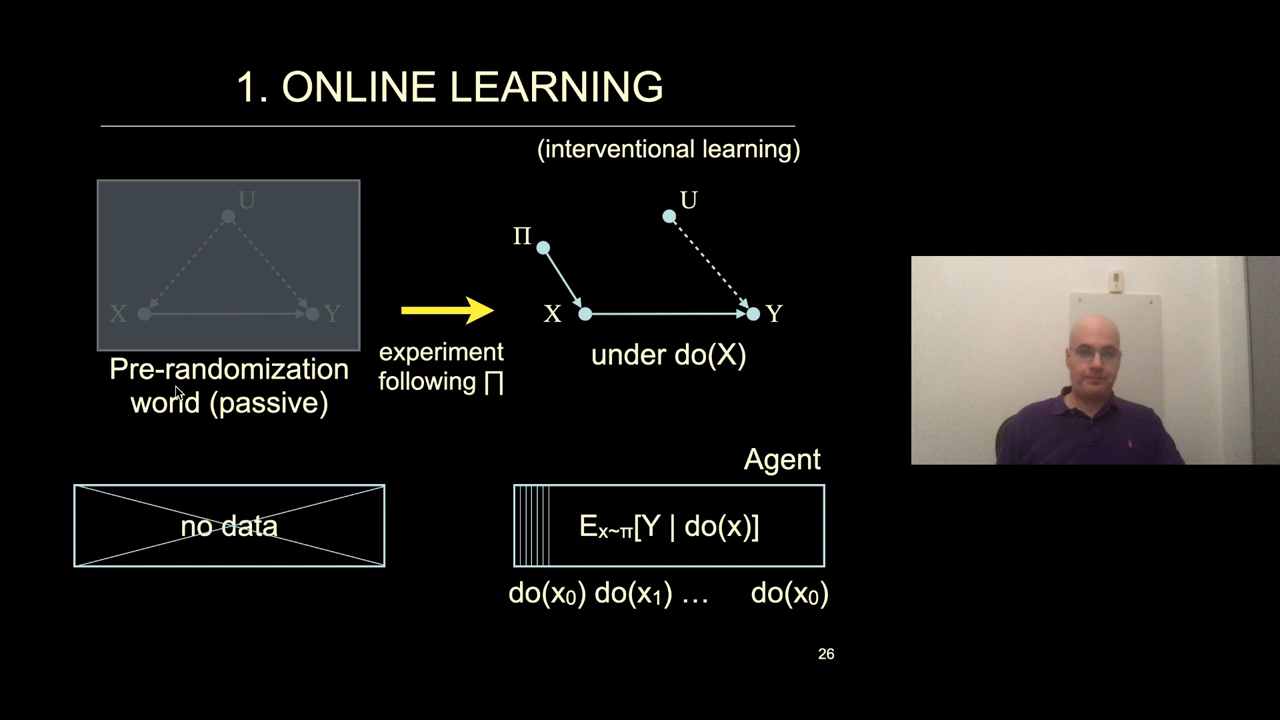 1. ONLINE LEARNING
(interventional learning)
U
X
Y
Pre-randomization
world (passive)
experiment
following ∏
Π
U
X
Y
under do(X)
no data
Agent
Eₓ~π[Y | do(x)]
do(x₀) do(x₁) … do(x₀)
26